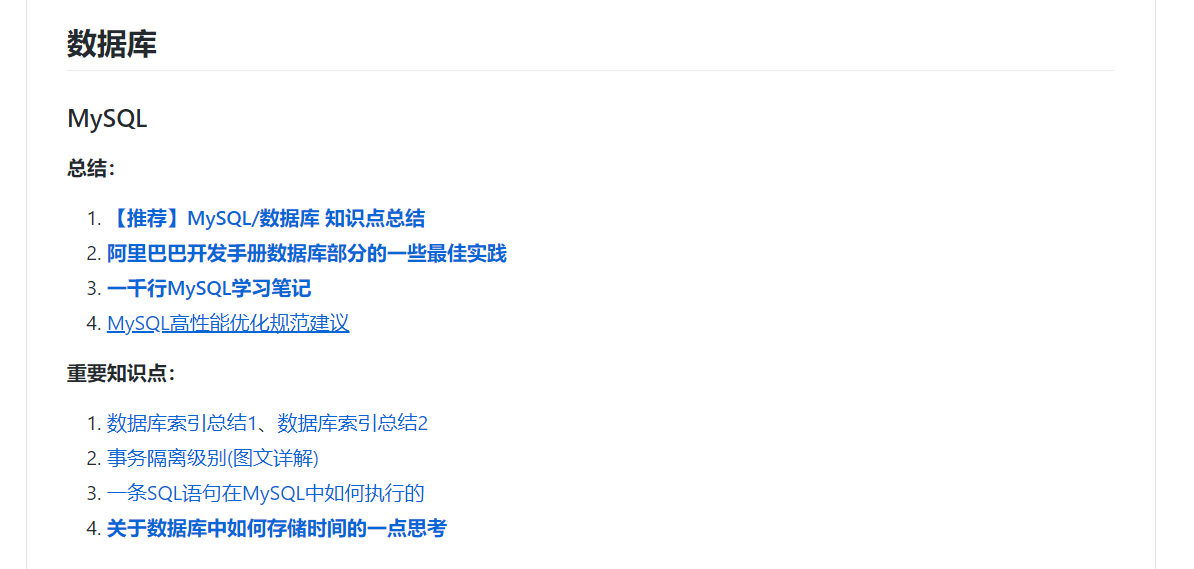 数据库
MySQL
总结：
1. 【推荐】MySQL/数据库 知识点总结
2. 阿里巴巴开发手册数据库部分的一些最佳实践
3. 一千行MySQL学习笔记
4. MySQL高性能优化规范建议
重要知识点：
1. 数据库索引总结1、数据库索引总结2
2. 事务隔离级别(图文详解)
3. 一条SQL语句在MySQL中如何执行的
4. 关于数据库中如何存储时间的一点思考